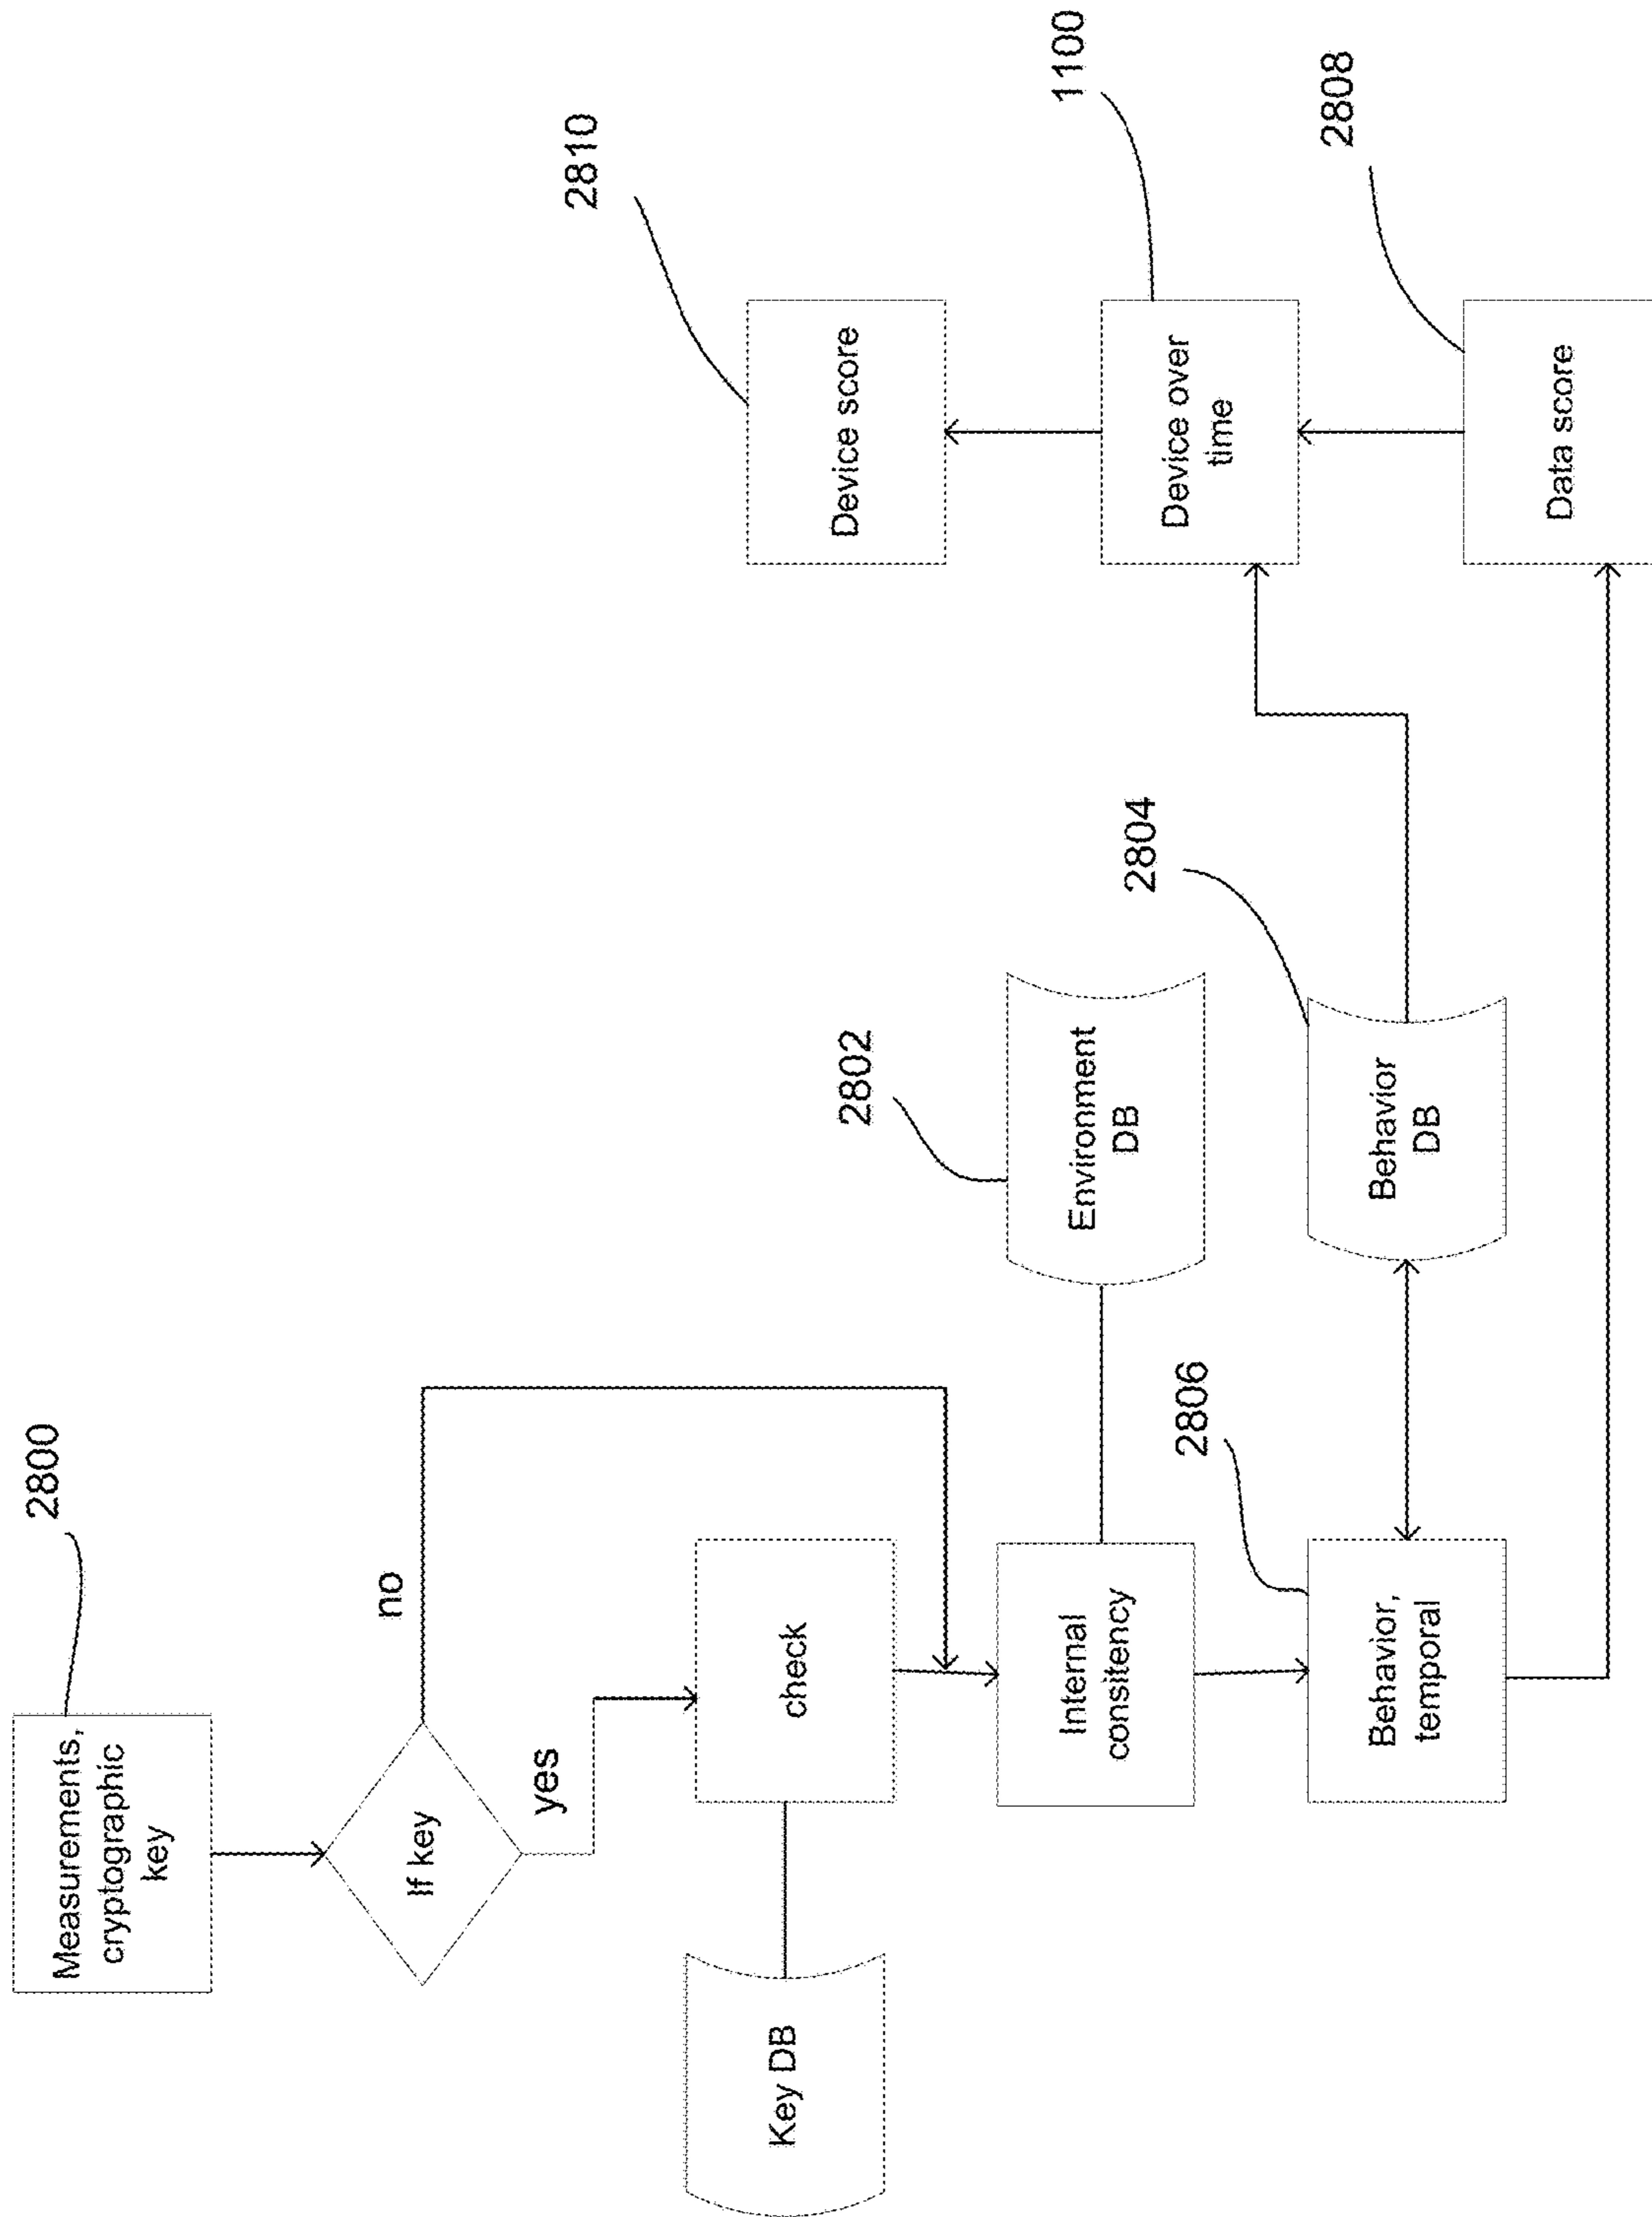 2800
Measurements,
cryptographic
key
If key
no
yes
Key DB
check
Internal
consitency
2802
Environment
DB
2806
Behavior,
temporal
2804
Behavior
DB
2810
Device score
1100
Device over
time
2808
Data score